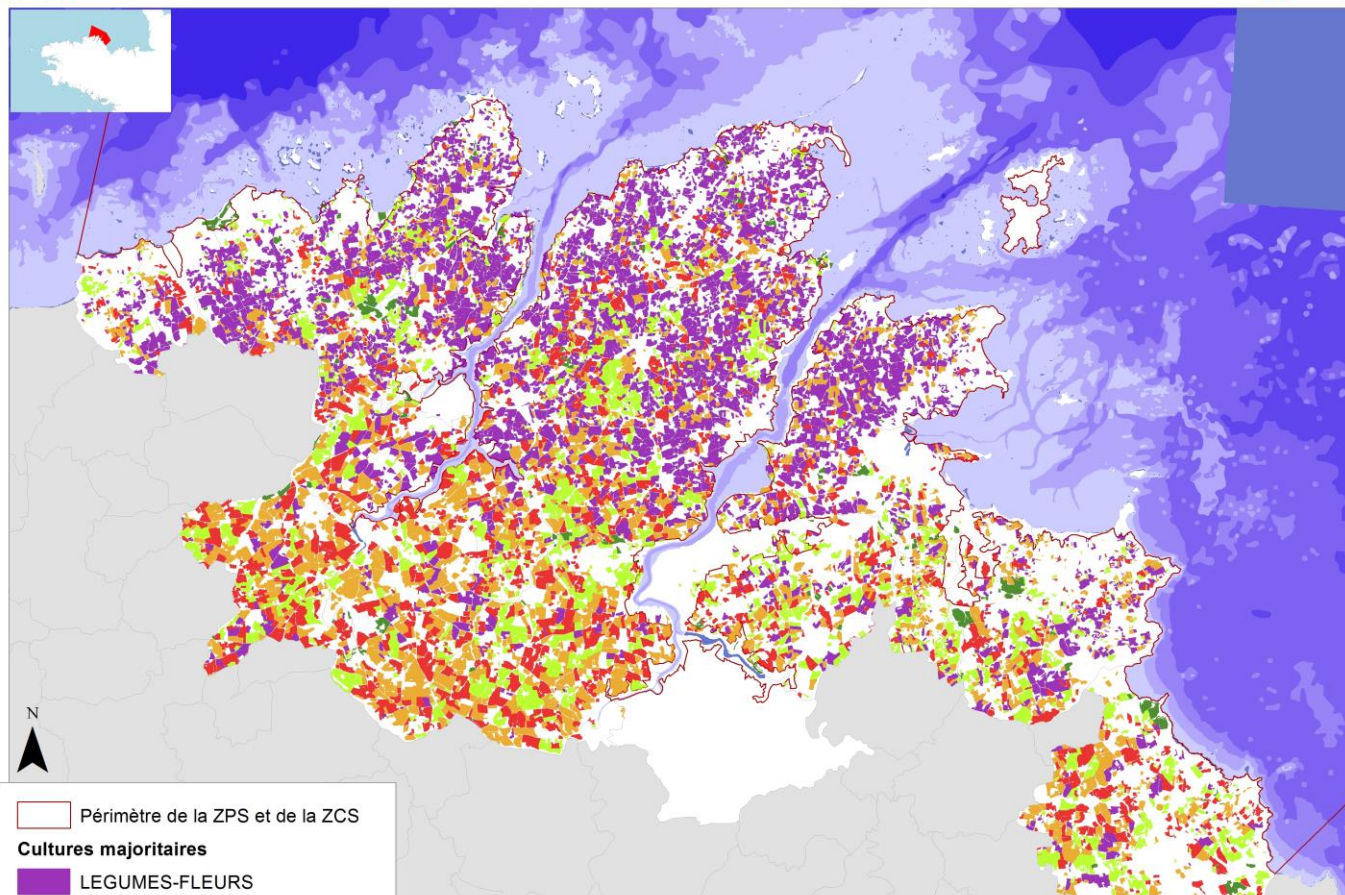 N
Périmètre de la ZPS et de la ZCS
Cultures majoritaires
LEGUMES-FLEURS